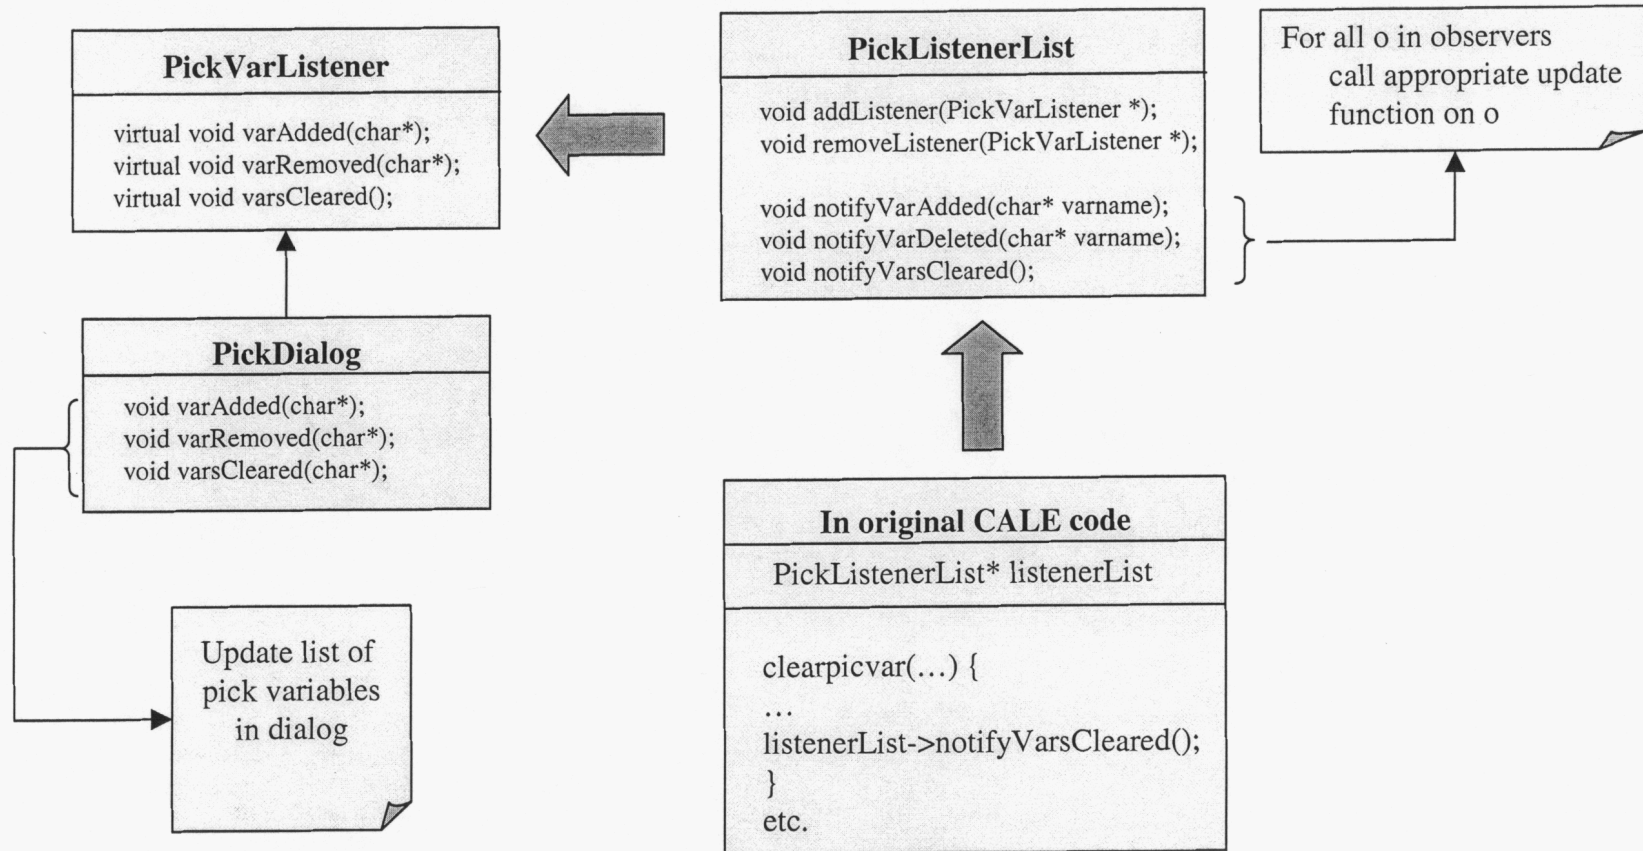 PickVarListener
virtual void varAdded(char*);
virtual void varRemoved(char*);
virtual void varsCleared();
PickListenerList
void addListener(PickVarListener *);
void removeListener(PickVarListener *);
void notifyVarAdded(char* varname);
void notifyVarDeleted(char* varname);
void notifyVarsCleared();
For all o in observers
call appropriate update
function on o
PickDialog
void varAdded(char*);
void varRemoved(char*);
void varsCleared(char*);
Update list of
pick variables
in dialog
In original CALE code
PickListenerList* listenerList
clearpicvar(...) {
...
listenerList->notifyVarsCleared();
}
etc.